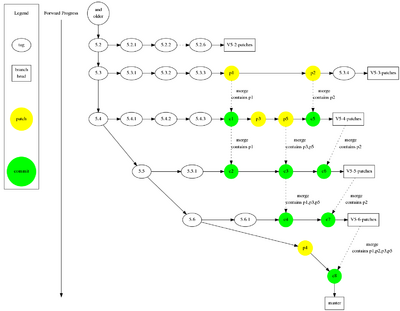 Legend
Forward Progress
and
older
tag
branch
head
patch
commit
5.2
5.2.1
5.2.2
5.2.6
V5-2-patches
5.3
5.3.1
5.3.2
5.3.3
p1
p2
5.3.4
V5-3-patches
merge
contains p1
merge
contains p2
5.4
5.4.1
5.4.2
5.4.3
c1
p3
p5
c5
V5-4-patches
merge
contains p1
merge
contains p3,p5
merge
contains p2
5.5
5.5.1
c2
c3
c6
V5-5-patches
merge
contains p1,p3,p5
merge
contains p2
5.6
5.6.1
c4
c7
V5-6-patches
p4
merge
contains p1,p2,p3,p5
c8
master